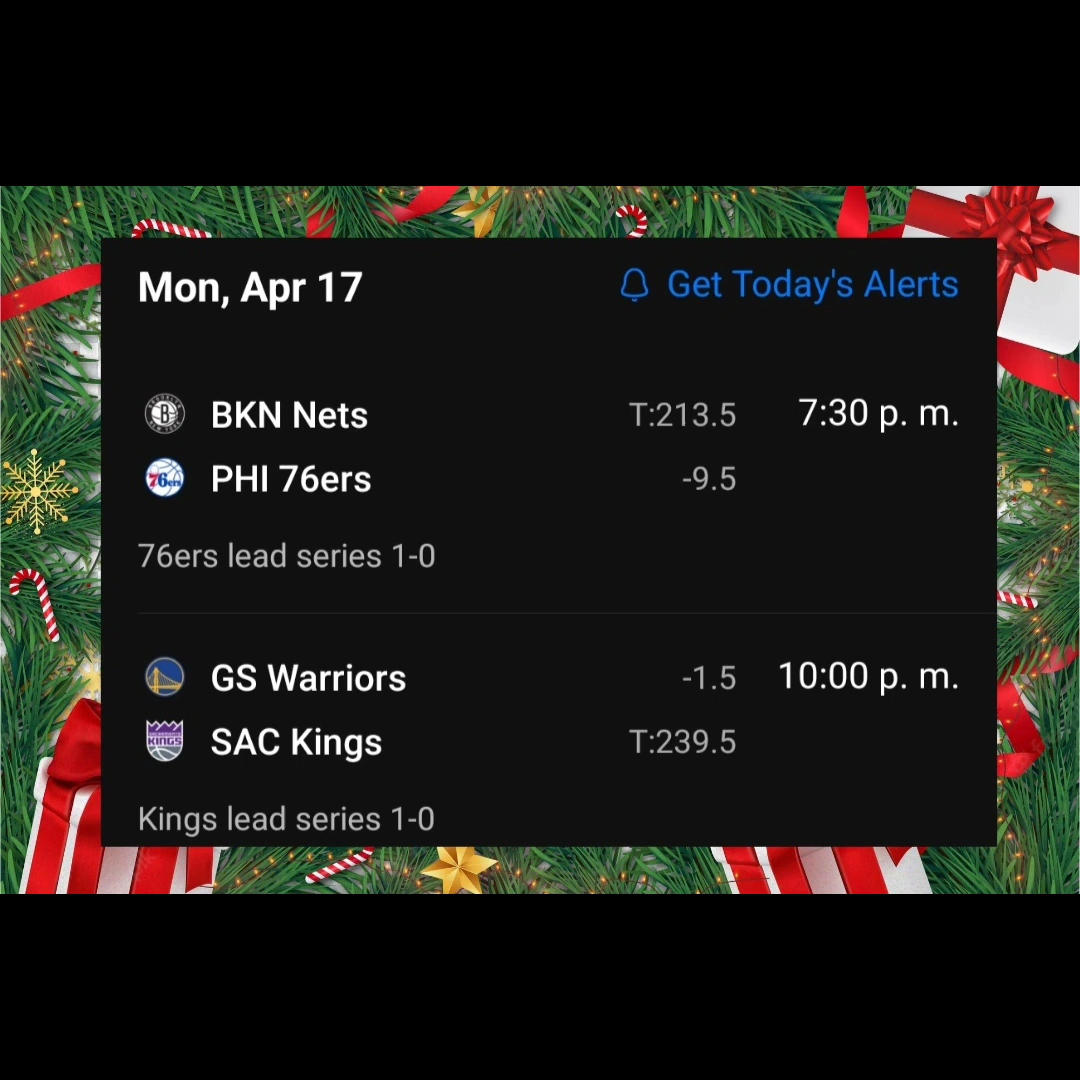 Mon, Apr 17 Get Today's Alerts
BKN Nets T:213.5 7:30 p. m.
PHI 76ers -9.5
76ers lead series 1-0
GS Warriors -1.5 10:00 p. m.
SAC Kings T:239.5
Kings lead series 1-0